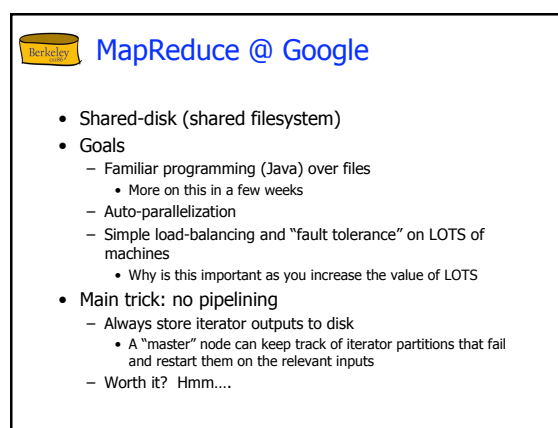 Berkeley
cs186
MapReduce @ Google
• Shared-disk (shared filesystem)
• Goals
– Familiar programming (Java) over files
• More on this in a few weeks
– Auto-parallelization
– Simple load-balancing and “fault tolerance” on LOTS of
machines
• Why is this important as you increase the value of LOTS
• Main trick: no pipelining
– Always store iterator outputs to disk
• A “master” node can keep track of iterator partitions that fail
and restart them on the relevant inputs
– Worth it?  Hmm….